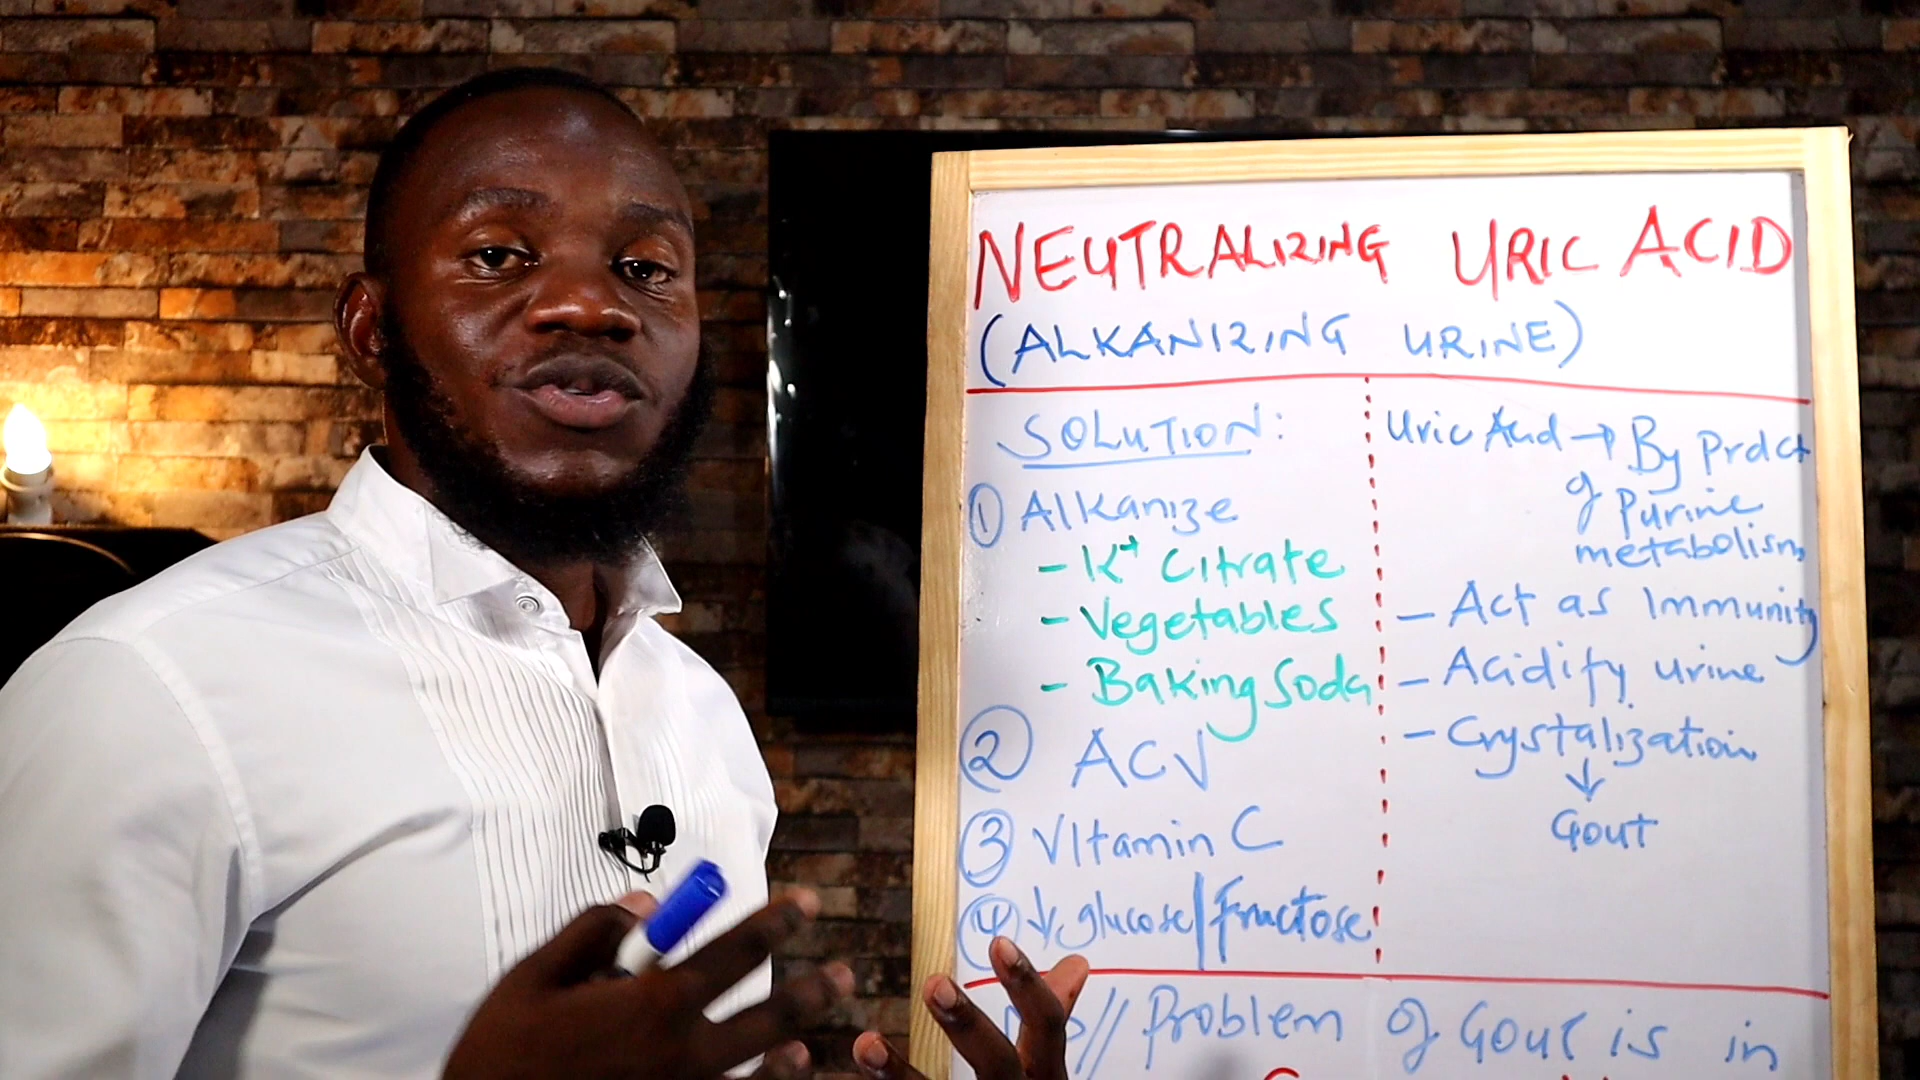 NEUTRALIZING URIC ACID
(ALKANIZING URINE)
SOLUTION:
① Alkanize
- K+ Citrate
- Vegetables
- Baking Soda
② ACV
③ Vitamin C
④ ↓ glucose/Fructose
Uric Acid → By Prdct
of Purine
metabolism
- Act as Immunity
- Acidify urine
- Crystalization
↓
Gout
// Problem of Gout is in